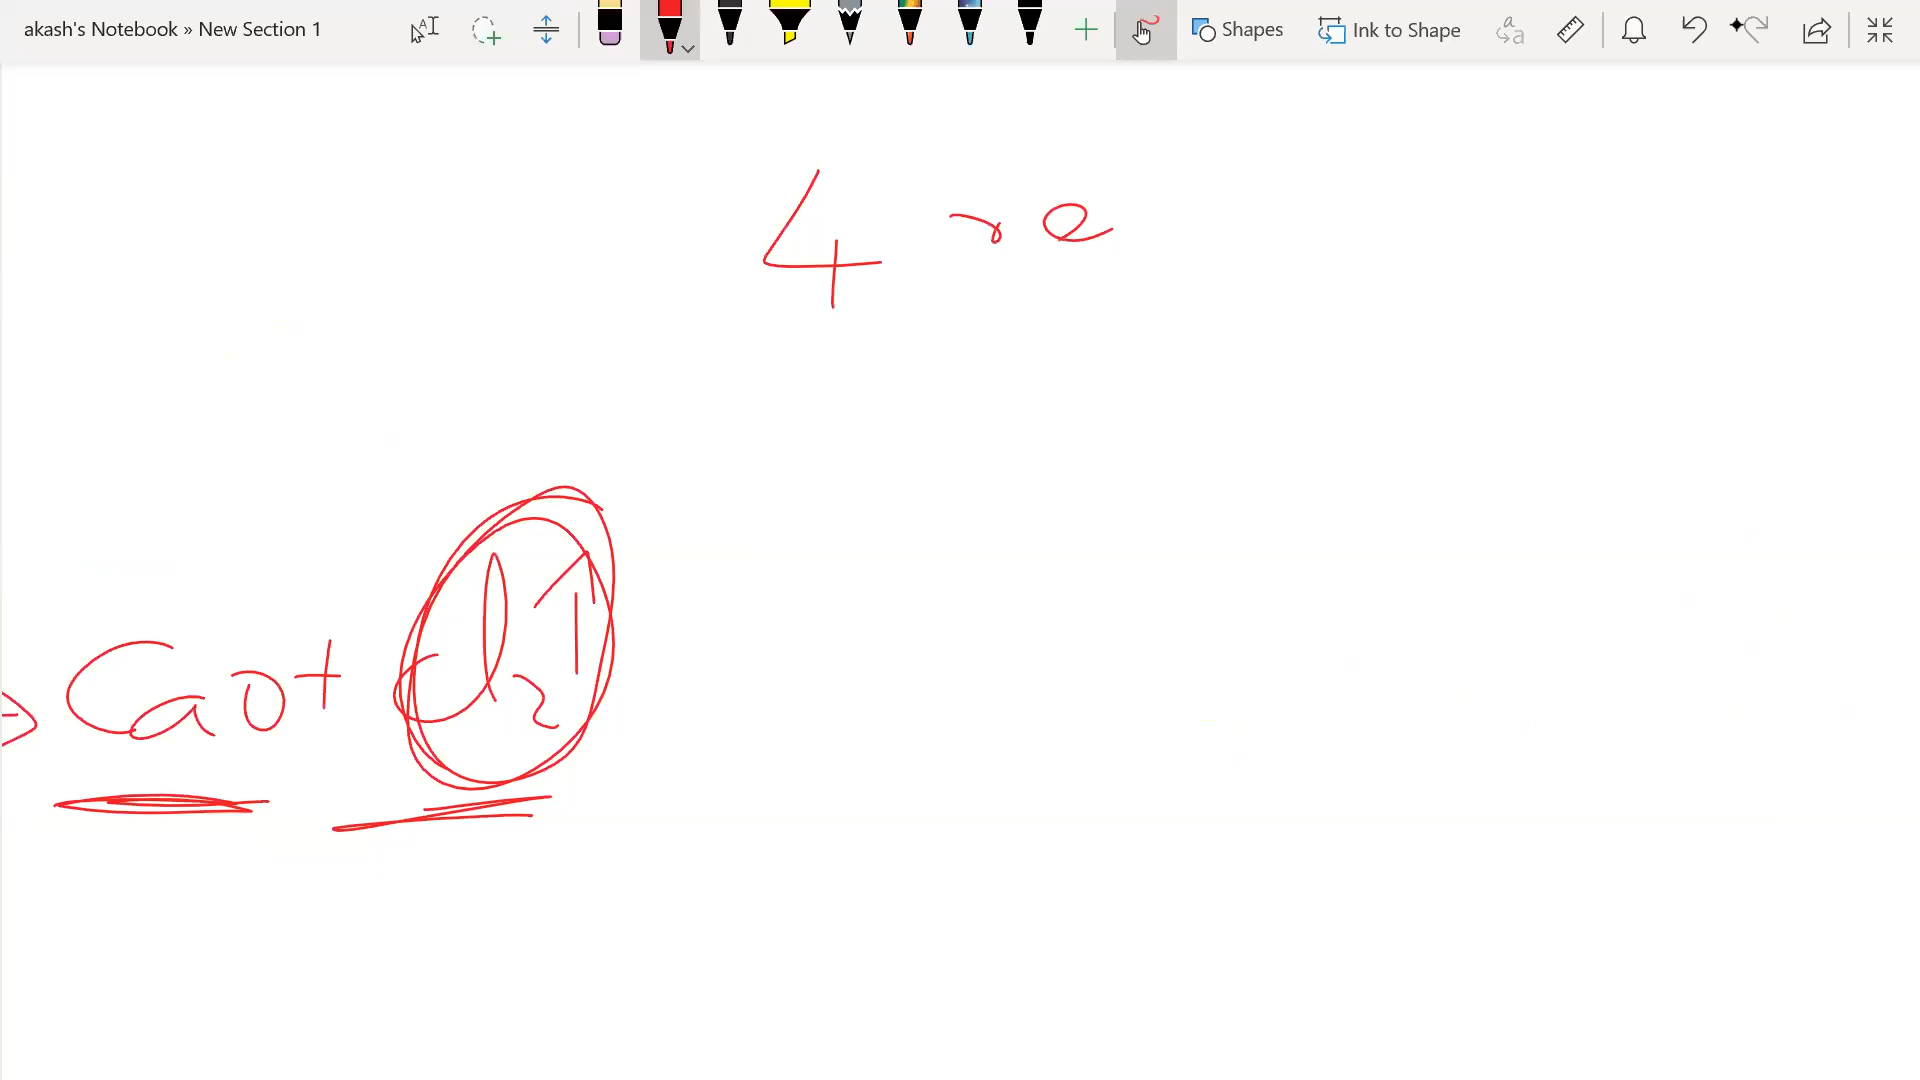 akash's Notebook » New Section 1
Shapes
Ink to Shape
4
CaO + Cl2↑